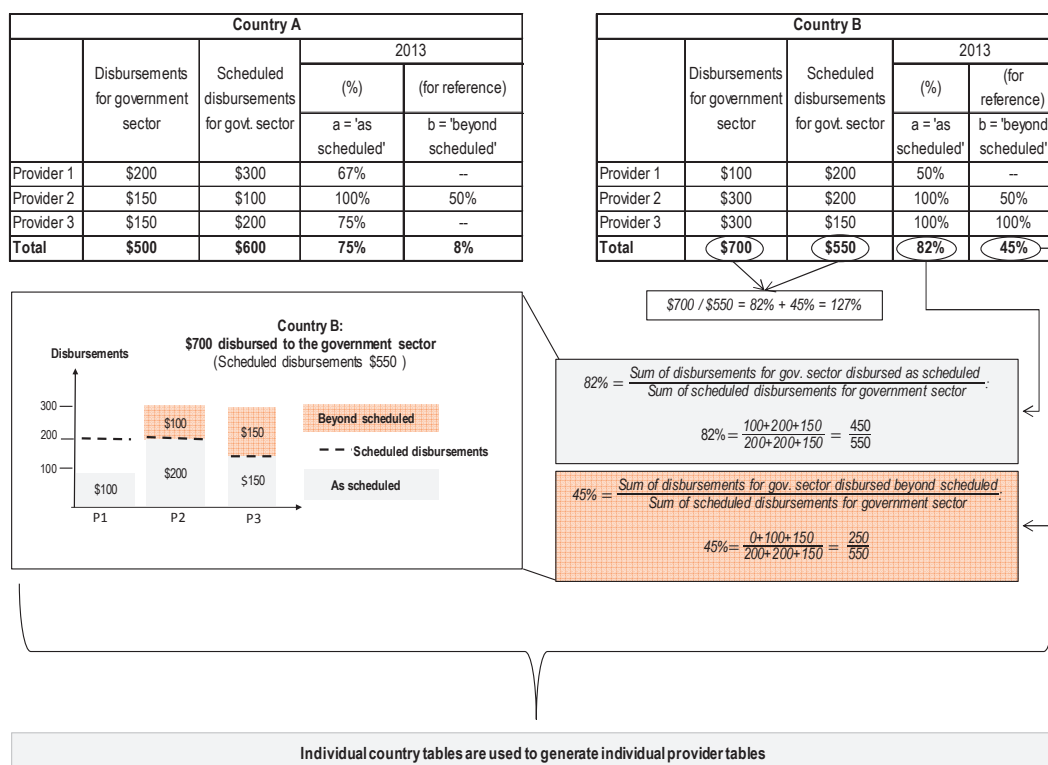 Country A
2013
Disbursements for government sector
Scheduled disbursements for govt. sector
(%)
(for reference)
a = 'as scheduled'
b = 'beyond scheduled'
Provider 1 $200 $300 67% --
Provider 2 $150 $100 100% 50%
Provider 3 $150 $200 75% --
Total $500 $600 75% 8%
Country B
2013
Disbursements for government sector
Scheduled disbursements for govt. sector
(%)
(for reference)
a = 'as scheduled'
b = 'beyond scheduled'
Provider 1 $100 $200 50% --
Provider 2 $300 $200 100% 50%
Provider 3 $300 $150 100% 100%
Total $700 $550 82% 45%
$700 / $550 = 82% + 45% = 127%
Country B:
$700 disbursed to the government sector
(Scheduled disbursements $550 )
Disbursements
300
200
100
$100
$100
$200
$150
$150
P1 P2 P3
Beyond scheduled
Scheduled disbursements
As scheduled
82% = Sum of disbursements for gov. sector disbursed as scheduled
Sum of scheduled disbursements for government sector :
82% = 100+200+150 = 450
200+200+150 550
45% = Sum of disbursements for gov. sector disbursed beyond scheduled
Sum of scheduled disbursements for government sector :
45% = 0+100+150 = 250
200+200+150 550
Individual country tables are used to generate individual provider tables